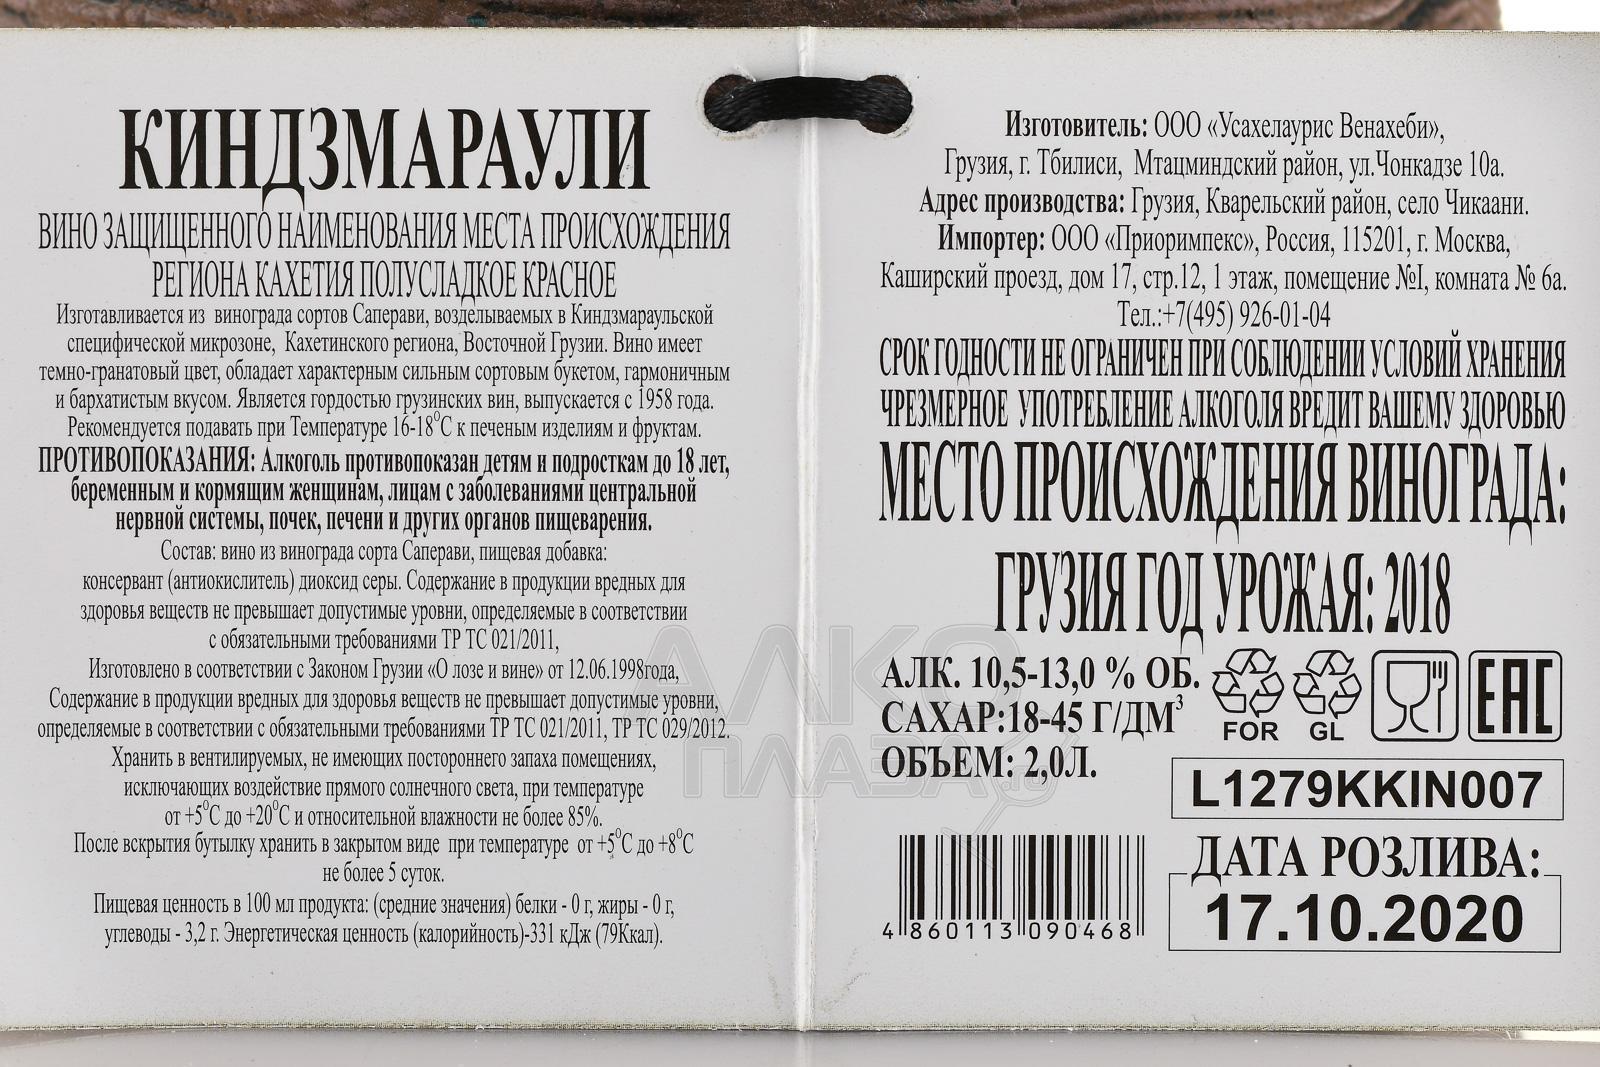 КИНДЗМАРАУЛИ
ВИНО ЗАЩИЩЕННОГО НАИМЕНОВАНИЯ МЕСТА ПРОИСХОЖДЕНИЯ
РЕГИОНА КАХЕТИЯ ПОЛУСЛАДКОЕ КРАСНОЕ
Изготавливается из винограда сортов Саперави, возделываемых в Киндзмараульской
специфической микрозоне, Кахетинского региона, Восточной Грузии. Вино имеет
темно-гранатовый цвет, обладает характерным сильным сортовым букетом, гармоничным
и бархатистым вкусом. Является гордостью грузинских вин, выпускается с 1958 года.
Рекомендуется подавать при Температуре 16-18⁰С к печеным изделиям и фруктам.
ПРОТИВОПОКАЗАНИЯ: Алкоголь противопоказан детям и подросткам до 18 лет,
беременным и кормящим женщинам, лицам с заболеваниями центральной
нервной системы, почек, печени и других органов пищеварения.
Состав: вино из винограда сорта Саперави, пищевая добавка:
консервант (антиокислитель) диоксид серы. Содержание в продукции вредных для
здоровья веществ не превышает допустимые уровни, определяемые в соответствии
с обязательными требованиями ТР ТС 021/2011,
Изготовлено в соответствии с Законом Грузии «О лозе и вине» от 12.06.1998года,
Содержание в продукции вредных для здоровья веществ не превышает допустимые уровни,
определяемые в соответствии с обязательными требованиями ТР ТС 021/2011, ТР ТС 029/2012.
Хранить в вентилируемых, не имеющих постороннего запаха помещениях,
исключающих воздействие прямого солнечного света, при температуре
от +5⁰С до +20⁰С и относительной влажности не более 85%.
После вскрытия бутылку хранить в закрытом виде при температуре от +5⁰С до +8⁰С
не более 5 суток.
Пищевая ценность в 100 мл продукта: (средние значения) белки - 0 г, жиры - 0 г,
углеводы - 3,2 г. Энергетическая ценность (калорийность)-331 кДж (79Ккал).
Изготовитель: ООО «Усахелаурис Венахеби»,
Грузия, г. Тбилиси, Мтацминдский район, ул.Чонкадзе 10а.
Адрес производства: Грузия, Кварельский район, село Чикаани.
Импортер: ООО «Приоримпекс», Россия, 115201, г. Москва,
Каширский проезд, дом 17, стр.12, 1 этаж, помещение №I, комната № 6а.
Тел.:+7(495) 926-01-04
СРОК ГОДНОСТИ НЕ ОГРАНИЧЕН ПРИ СОБЛЮДЕНИИ УСЛОВИЙ ХРАНЕНИЯ
ЧРЕЗМЕРНОЕ УПОТРЕБЛЕНИЕ АЛКОГОЛЯ ВРЕДИТ ВАШЕМУ ЗДОРОВЬЮ
МЕСТО ПРОИСХОЖДЕНИЯ ВИНОГРАДА:
ГРУЗИЯ ГОД УРОЖАЯ: 2018
АЛК. 10,5-13,0 % ОБ.
САХАР:18-45 Г/ДМ³
ОБЪЕМ: 2,0Л.
FOR GL EAC
L1279KKIN007
ДАТА РОЗЛИВА:
17.10.2020
4 860113 090468
АЛКО
ПЛАЗА.ru